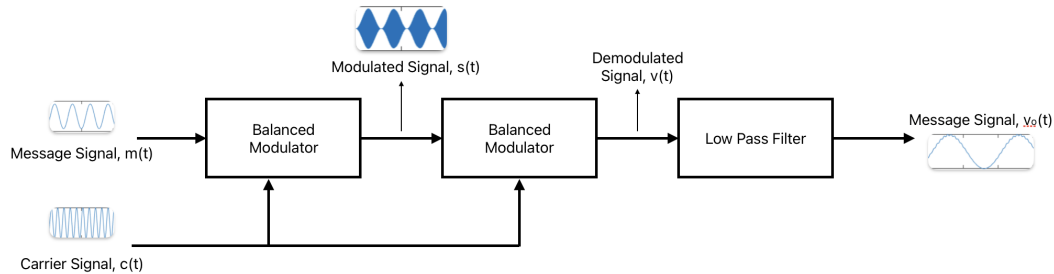 Modulated Signal, s(t)
Demodulated
Signal, v(t)
Message Signal, m(t)
Balanced
Modulator
Balanced
Modulator
Low Pass Filter
Message Signal, v₀(t)
Carrier Signal, c(t)